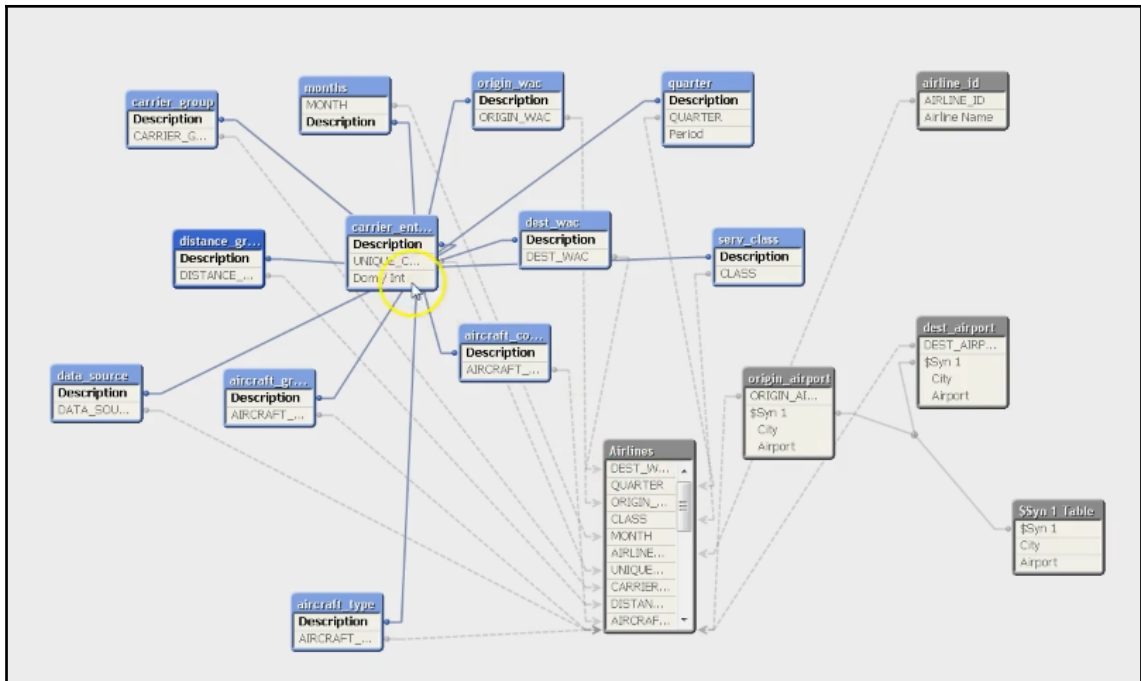 carrier_group
Description
CARRIER_G...
months
MONTH
Description
origin_wac
Description
ORIGIN_WAC
quarter
Description
QUARTER
Period
airline_id
AIRLINE_ID
Airline Name
distance_gr...
Description
DISTANCE_...
carrier_ent...
Description
UNIQUE_C...
Dom / Int
dest_wac
Description
DEST_WAC
serv_class
Description
CLASS
data_source
Description
DATA_SOU...
aircraft_gr...
Description
AIRCRAFT_...
aircraft_co...
Description
AIRCRAFT_...
origin_airport
ORIGIN_AI...
$Syn 1
City
Airport
dest_airport
DEST_AIRP...
$Syn 1
City
Airport
Airlines
DEST_W...
QUARTER
ORIGIN_...
CLASS
MONTH
AIRLINE...
UNIQUE...
CARRIER...
DISTAN...
AIRCRAF...
$Syn 1 Table
$Syn 1
City
Airport
aircraft_type
Description
AIRCRAFT_...